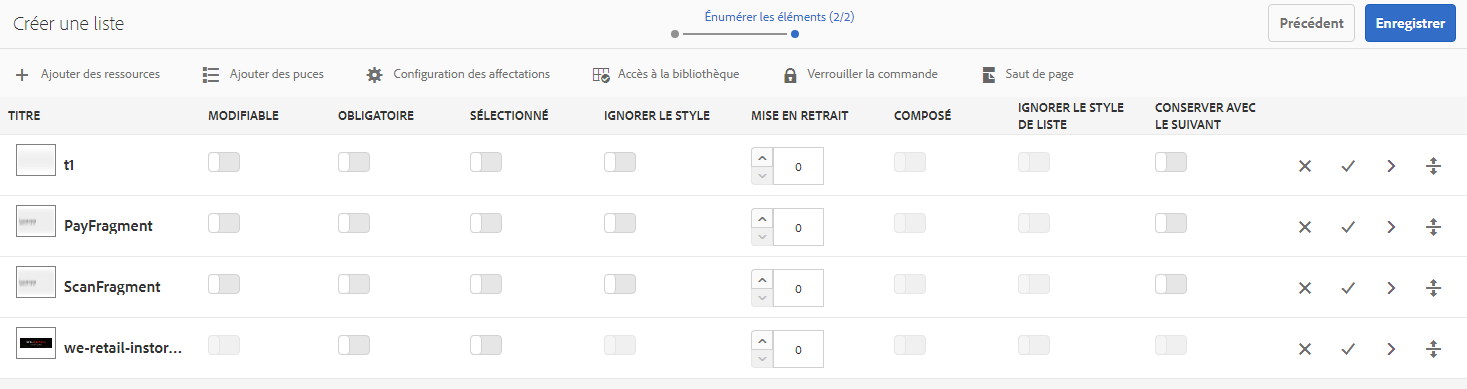 Énumérer les éléments (2/2)
Créer une liste
Précédent
Enregistrer
Ajouter des ressources
Ajouter des puces
Configuration des affectations
Accès à la bibliothèque
Verrouiller la commande
Saut de page
TITRE
MODIFIABLE
OBLIGATOIRE
SÉLECTIONNÉ
IGNORER LE STYLE
MISE EN RETRAIT
COMPOSÉ
IGNORER LE STYLE
DE LISTE
CONSERVER AVEC
LE SUIVANT
t1
0
PayFragment
0
ScanFragment
0
we-retail-instor...
0